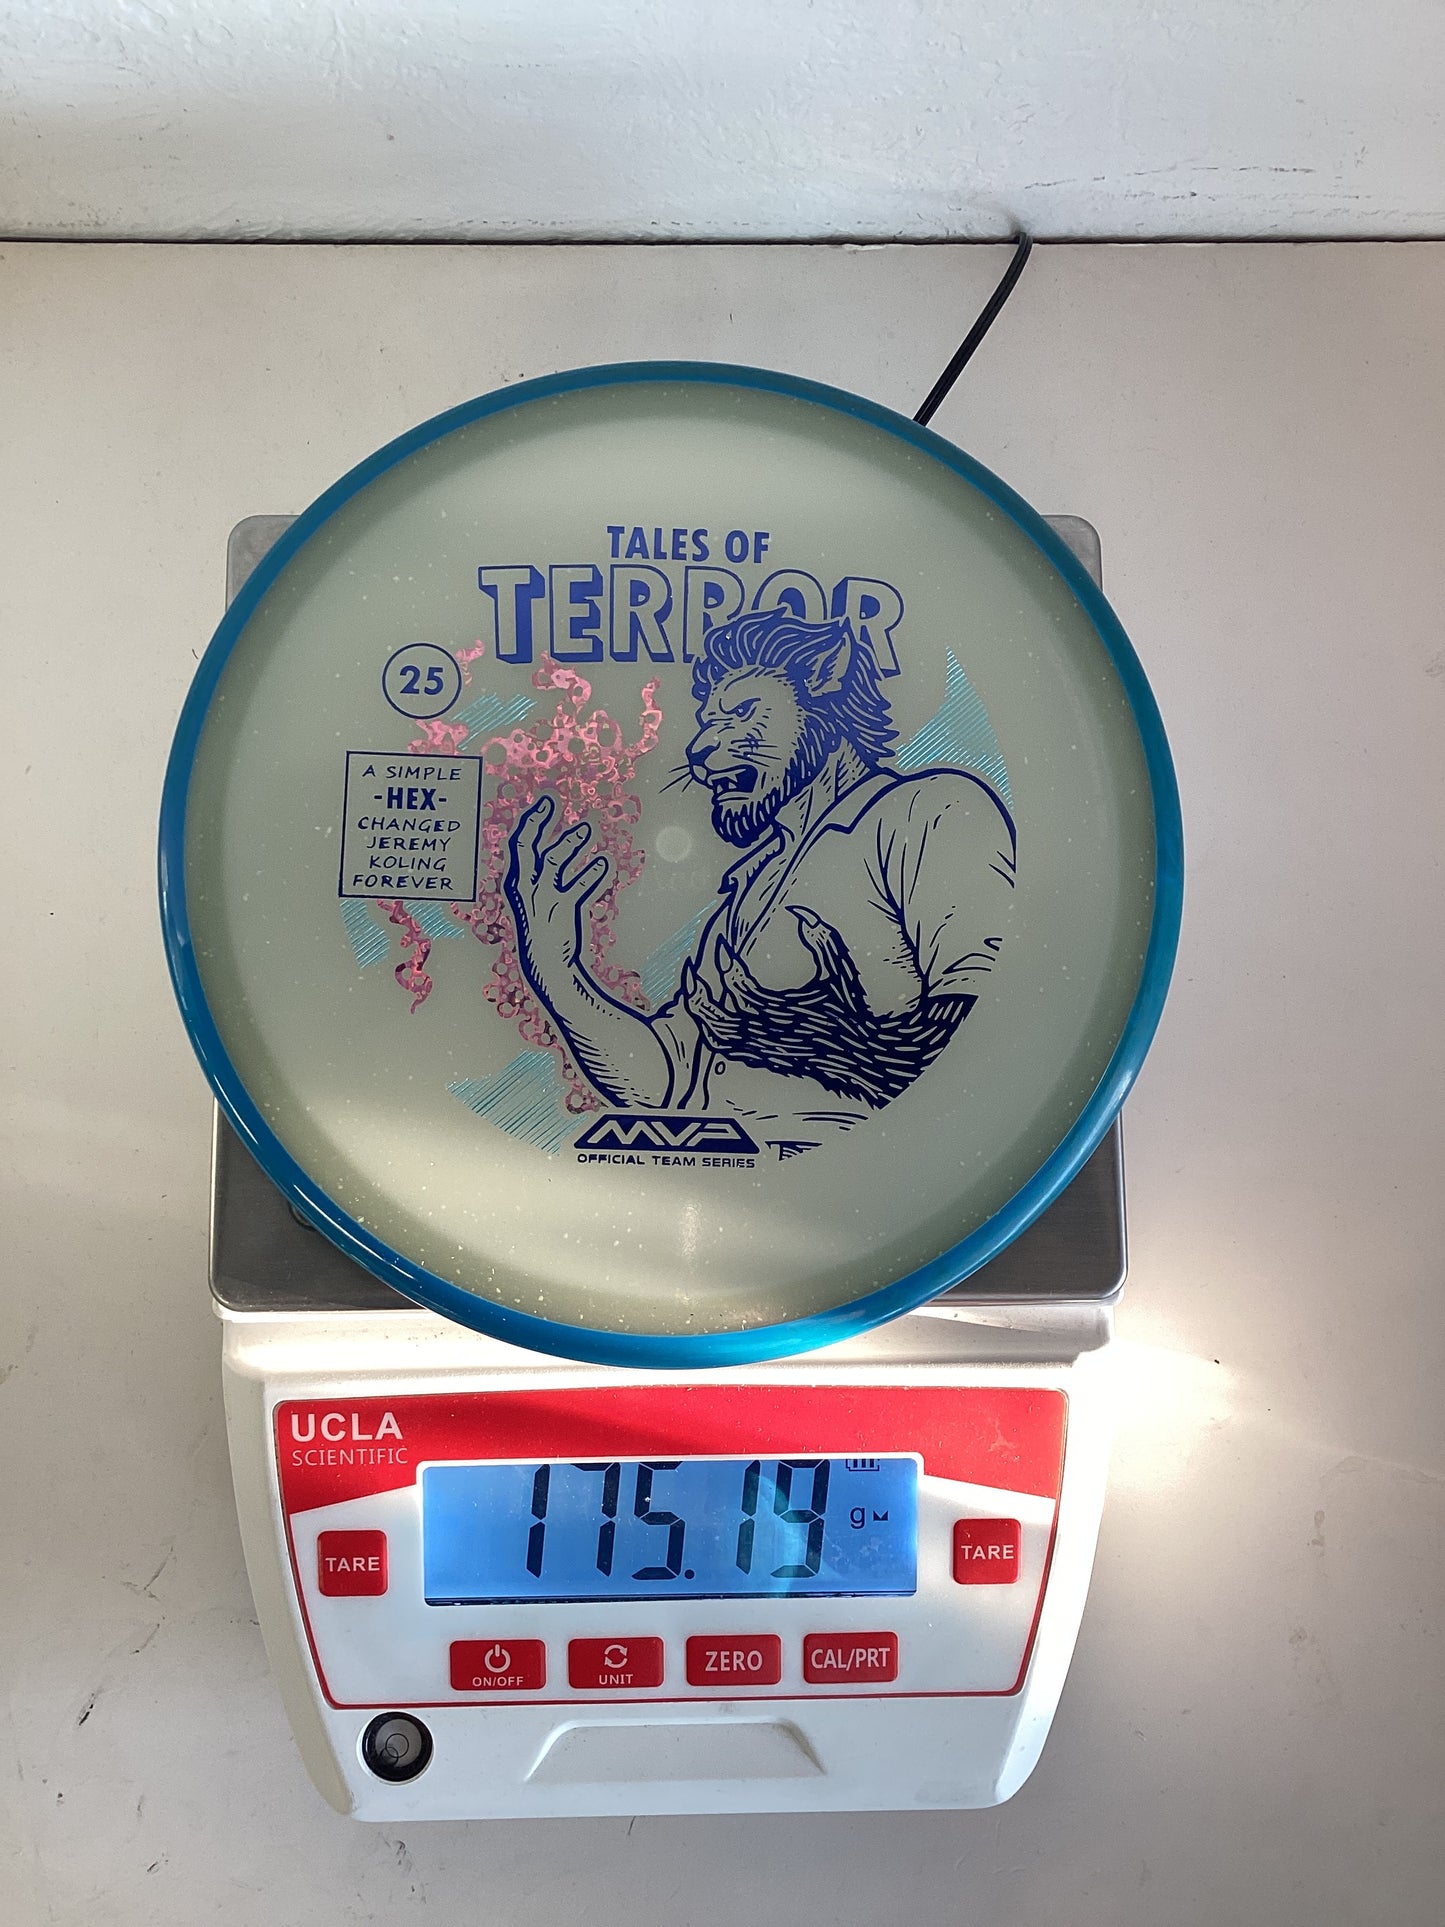 TALES OF
TERROR
25
A SIMPLE
-HEX-
CHANGED
JEREMY
KOLING
FOREVER
MVP
OFFICIAL TEAM SERIES
UCLA
SCIENTIFIC
175.19 g
TARE
TARE
ON/OFF
UNIT
ZERO
CAL/PRT